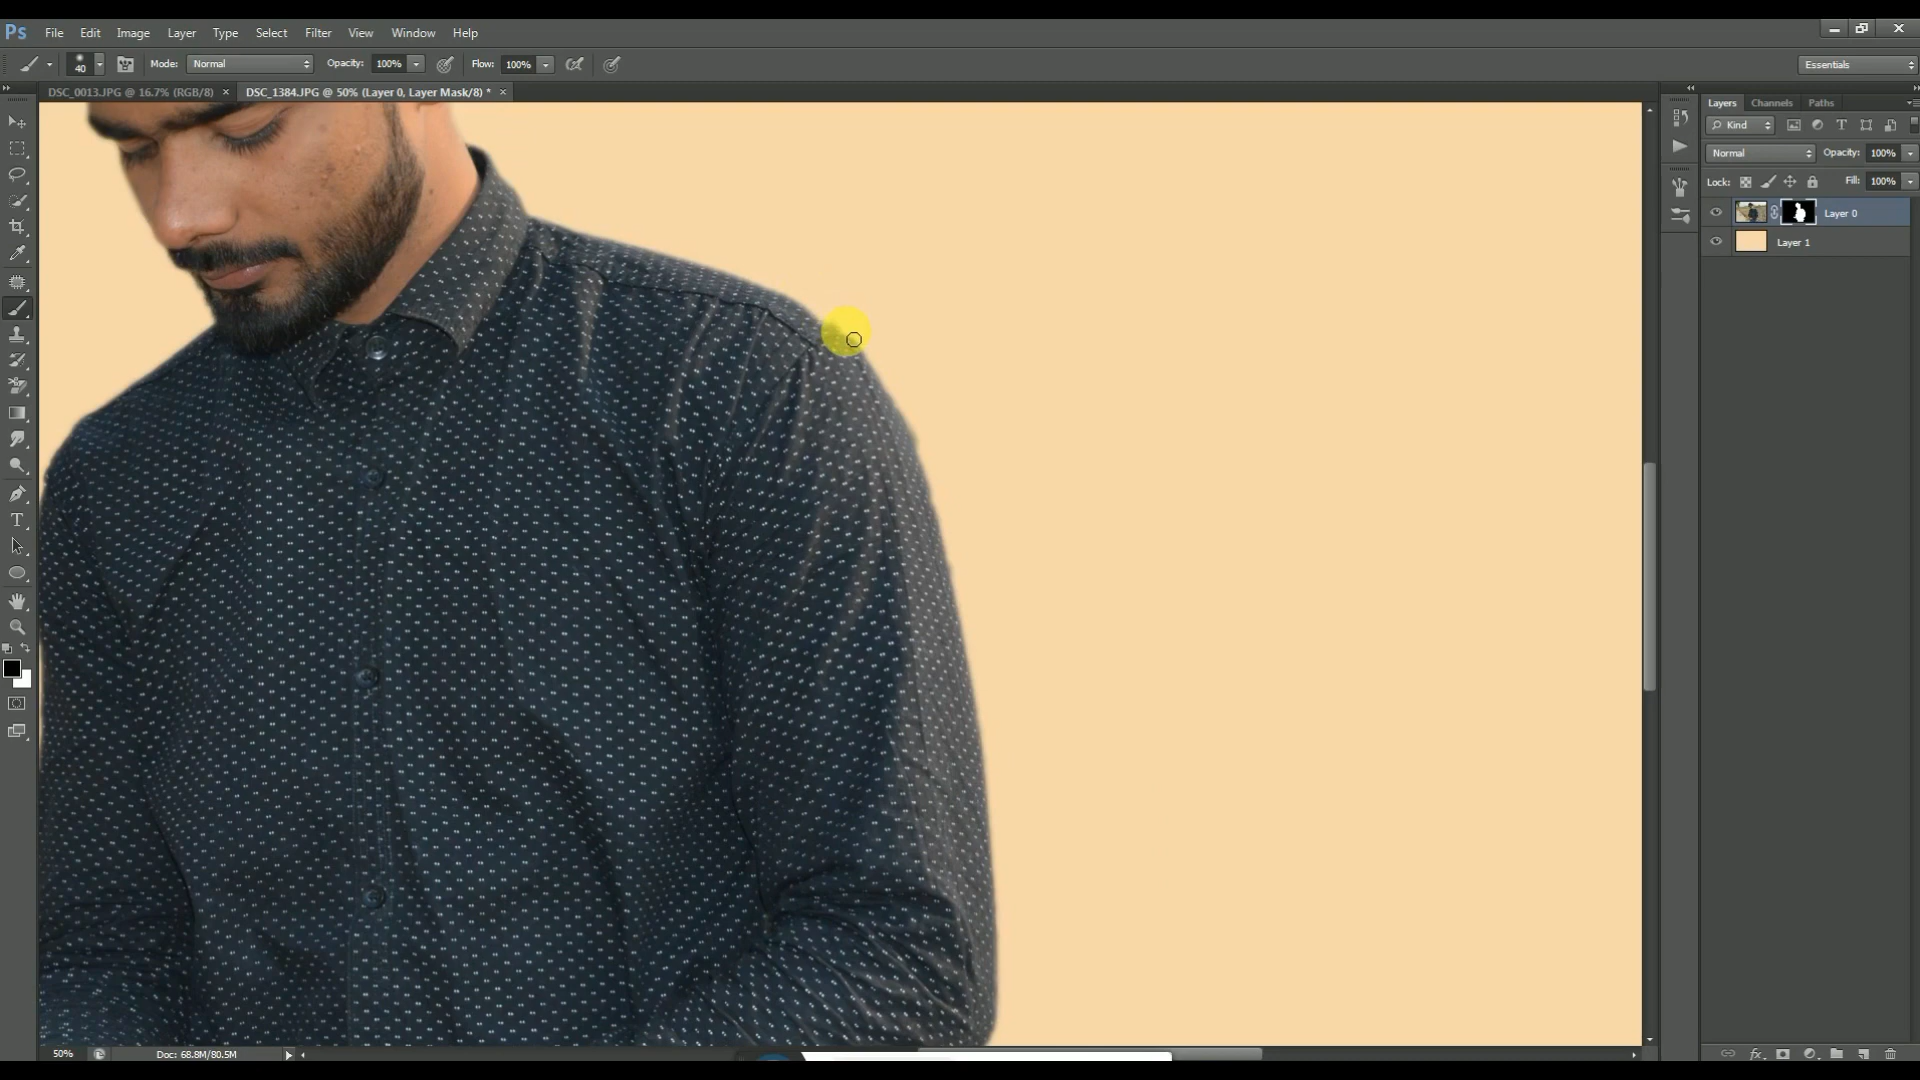 Ps File Edit Image Layer Type Select Filter View Window Help
40 Mode: Normal Opacity: 100% Flow: 100% Essentials
DSC_0013.JPG @ 16.7% (RGB/8) × DSC_1384.JPG @ 50% (Layer 0, Layer Mask/8) * ×
Layers Channels Paths
Kind
Normal Opacity: 100%
Lock: Fill: 100%
Layer 0
Layer 1
50% Doc: 68.8M/80.5M